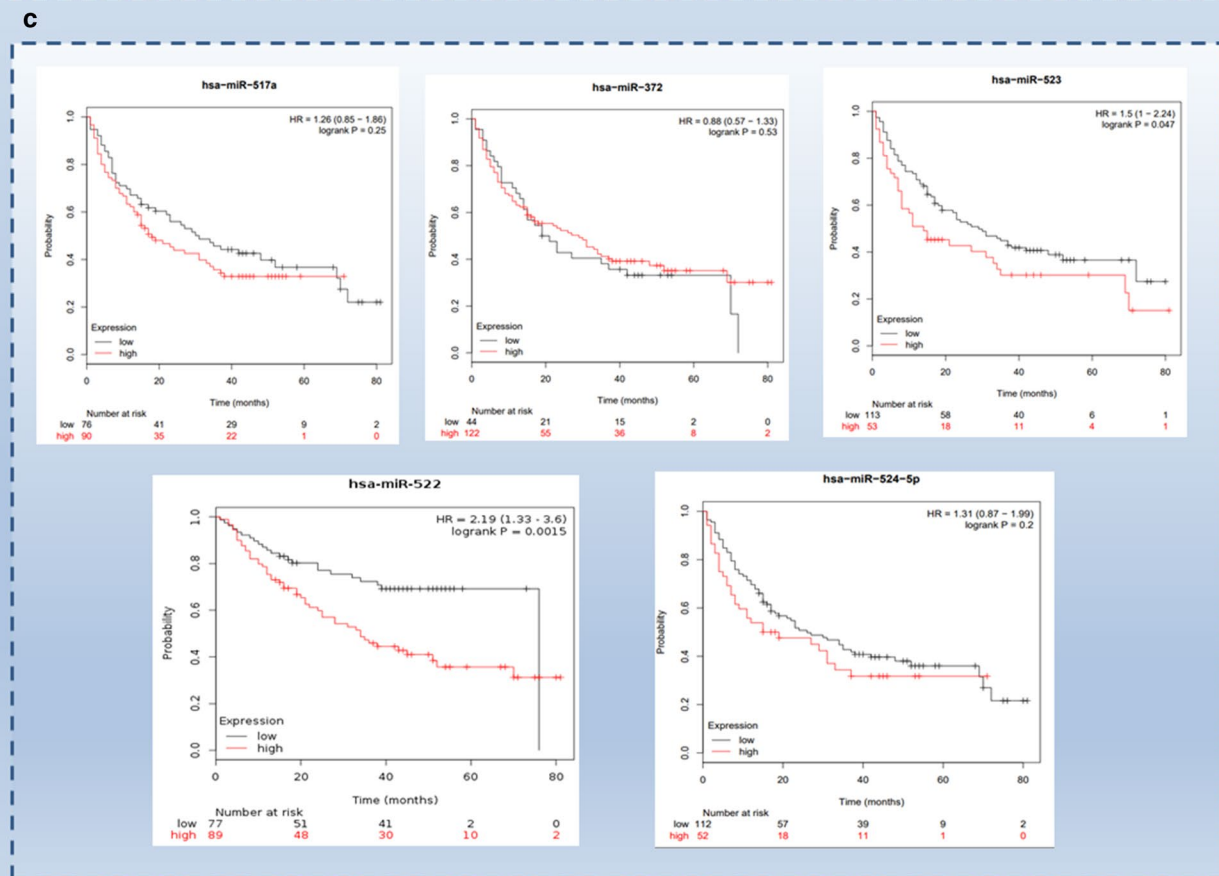 c
hsa-miR-517a
HR = 1.26 (0.85 - 1.86)
logrank P = 0.25
Probability
0.0 0.2 0.4 0.6 0.8 1.0
Expression
low
high
0 20 40 60 80
Time (months)
Number at risk
low 76 41 29 9 2
high 90 35 22 1 0
hsa-miR-372
HR = 0.88 (0.57 - 1.33)
logrank P = 0.53
Probability
0.0 0.2 0.4 0.6 0.8 1.0
Expression
low
high
0 20 40 60 80
Time (months)
Number at risk
low 44 21 15 2 0
high 122 55 36 8 2
hsa-miR-523
HR = 1.5 (1 - 2.24)
logrank P = 0.047
Probability
0.0 0.2 0.4 0.6 0.8 1.0
Expression
low
high
0 20 40 60 80
Time (months)
Number at risk
low 113 58 40 6 1
high 53 18 11 4 1
hsa-miR-522
HR = 2.19 (1.33 - 3.6)
logrank P = 0.0015
Probability
0.0 0.2 0.4 0.6 0.8 1.0
Expression
low
high
0 20 40 60 80
Time (months)
Number at risk
low 77 51 41 2 0
high 89 48 30 10 2
hsa-miR-524-5p
HR = 1.31 (0.87 - 1.99)
logrank P = 0.2
Probability
0.0 0.2 0.4 0.6 0.8 1.0
Expression
low
high
0 20 40 60 80
Time (months)
Number at risk
low 112 57 39 9 2
high 52 18 11 1 0